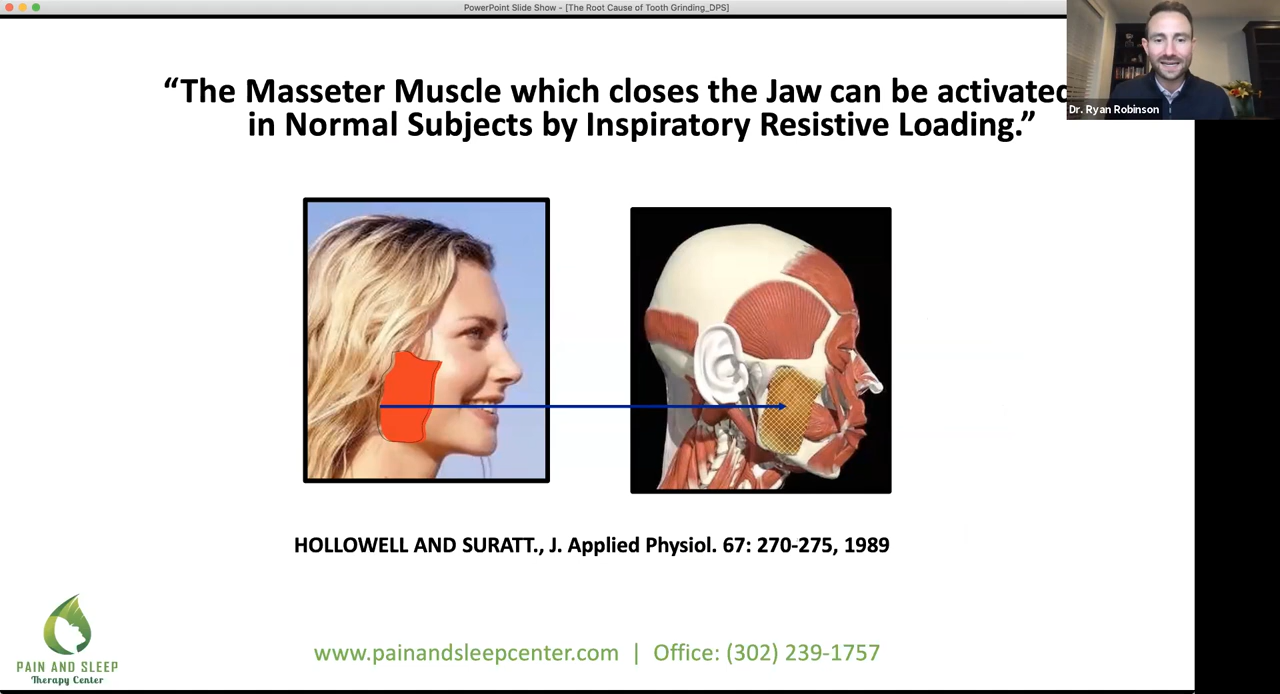 PowerPoint Slide Show - [The Root Cause of Tooth Grinding_DPS]
“The Masseter Muscle which closes the Jaw can be activated
in Normal Subjects by Inspiratory Resistive Loading.”
Dr. Ryan Robinson
HOLLOWELL AND SURATT., J. Applied Physiol. 67: 270-275, 1989
PAIN AND SLEEP
Therapy Center
www.painandsleepcenter.com | Office: (302) 239-1757